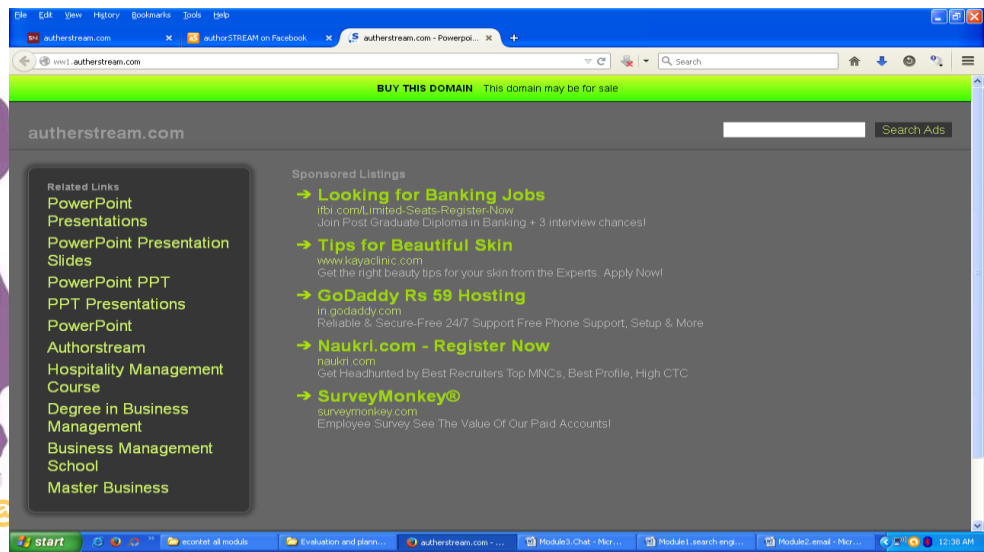 File Edit View History Bookmarks Tools Help
autherstream.com authorSTREAM on Facebook autherstream.com - Powerpoi...
ww1.autherstream.com Search
BUY THIS DOMAIN This domain may be for sale
autherstream.com Search Ads
Related Links
PowerPoint
Presentations
PowerPoint Presentation
Slides
PowerPoint PPT
PPT Presentations
PowerPoint
Authorstream
Hospitality Management
Course
Degree in Business
Management
Business Management
School
Master Business
Sponsored Listings
Looking for Banking Jobs
ifbi.com/Limited-Seats-Register-Now
Join Post Graduate Diploma in Banking + 3 interview chances!
Tips for Beautiful Skin
www.kayaclinic.com
Get the right beauty tips for your skin from the Experts. Apply Now!
GoDaddy Rs 59 Hosting
in.godaddy.com
Reliable & Secure-Free 24/7 Support Free Phone Support, Setup & More
Naukri.com - Register Now
naukri.com
Get Headhunted by Best Recruiters Top MNCs, Best Profile, High CTC
SurveyMonkey®
surveymonkey.com
Employee Survey See The Value Of Our Paid Accounts!
start econtet all moduls Evaluation and plann... autherstream.com - ... Module3.Chat - Micr... Module1.search engi... Module2.email - Micr... 12:38 AM